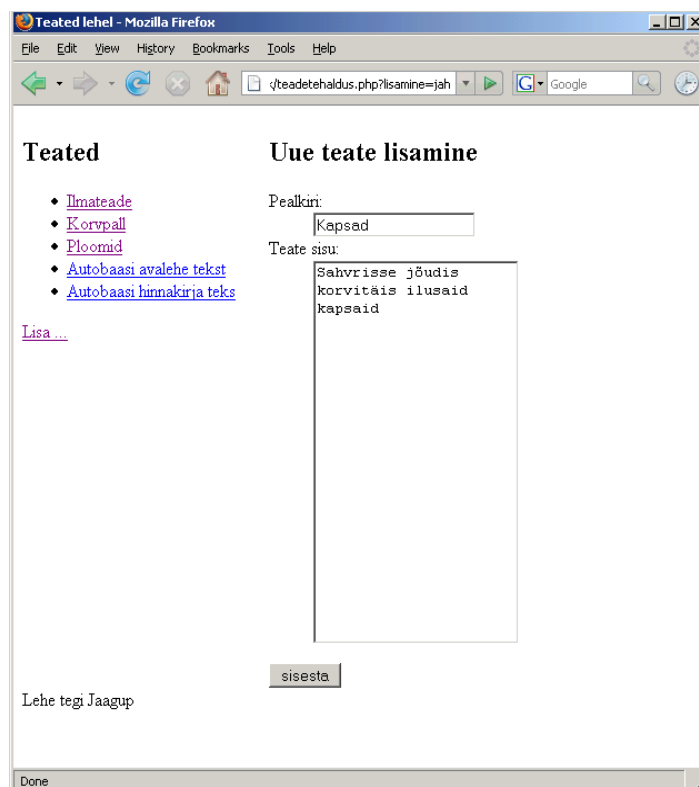 Teated lehel - Mozilla Firefox
File Edit View History Bookmarks Tools Help
:/teadetehaldus.php?lisamine=jah
G Google
Teated
Uue teate lisamine
Ilmateade
Korvpall
Ploomid
Autobaasi avalehe tekst
Autobaasi hinnakirja teks
Lisa ...
Pealkiri:
Kapsad
Teate sisu:
Sahvrisse jõudis
korvitäis ilusaid
kapsaid
sisesta
Lehe tegi Jaagup
Done